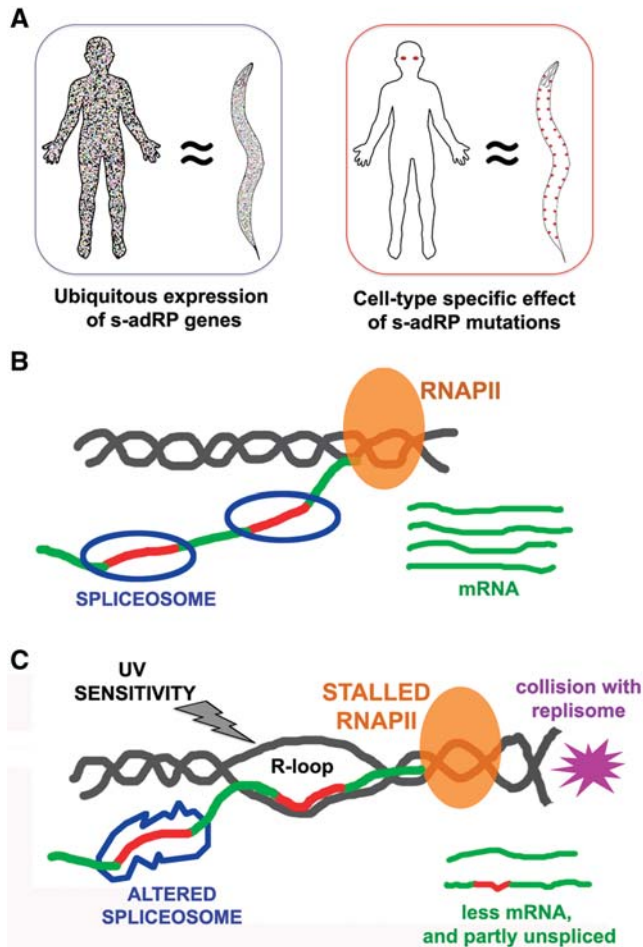 A
≈
≈
Ubiquitous expression
of s-adRP genes
Cell-type specific effect
of s-adRP mutations
B
RNAPII
SPLICEOSOME
mRNA
C
UV
SENSITIVITY
STALLED
RNAPII
collision with
replisome
R-loop
ALTERED
SPLICEOSOME
less mRNA,
and partly unspliced